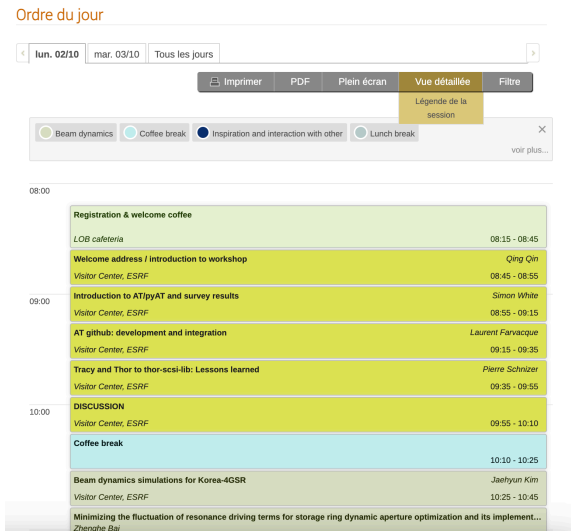 Ordre du jour
lun. 02/10 mar. 03/10 Tous les jours
Imprimer PDF Plein écran Vue détaillée Filtre
Légende de la
session
Beam dynamics Coffee break Inspiration and interaction with other Lunch break
voir plus...
08:00
Registration & welcome coffee
LOB cafeteria 08:15 - 08:45
Welcome address / introduction to workshop Qing Qin
Visitor Center, ESRF 08:45 - 08:55
09:00
Introduction to AT/pyAT and survey results Simon White
Visitor Center, ESRF 08:55 - 09:15
AT github: development and integration Laurent Farvacque
Visitor Center, ESRF 09:15 - 09:35
Tracy and Thor to thor-scsi-lib: Lessons learned Pierre Schnizer
Visitor Center, ESRF 09:35 - 09:55
10:00
DISCUSSION
Visitor Center, ESRF 09:55 - 10:10
Coffee break
10:10 - 10:25
Beam dynamics simulations for Korea-4GSR Jaehyun Kim
Visitor Center, ESRF 10:25 - 10:45
Minimizing the fluctuation of resonance driving terms for storage ring dynamic aperture optimization and its implement...
Zhenghe Bai